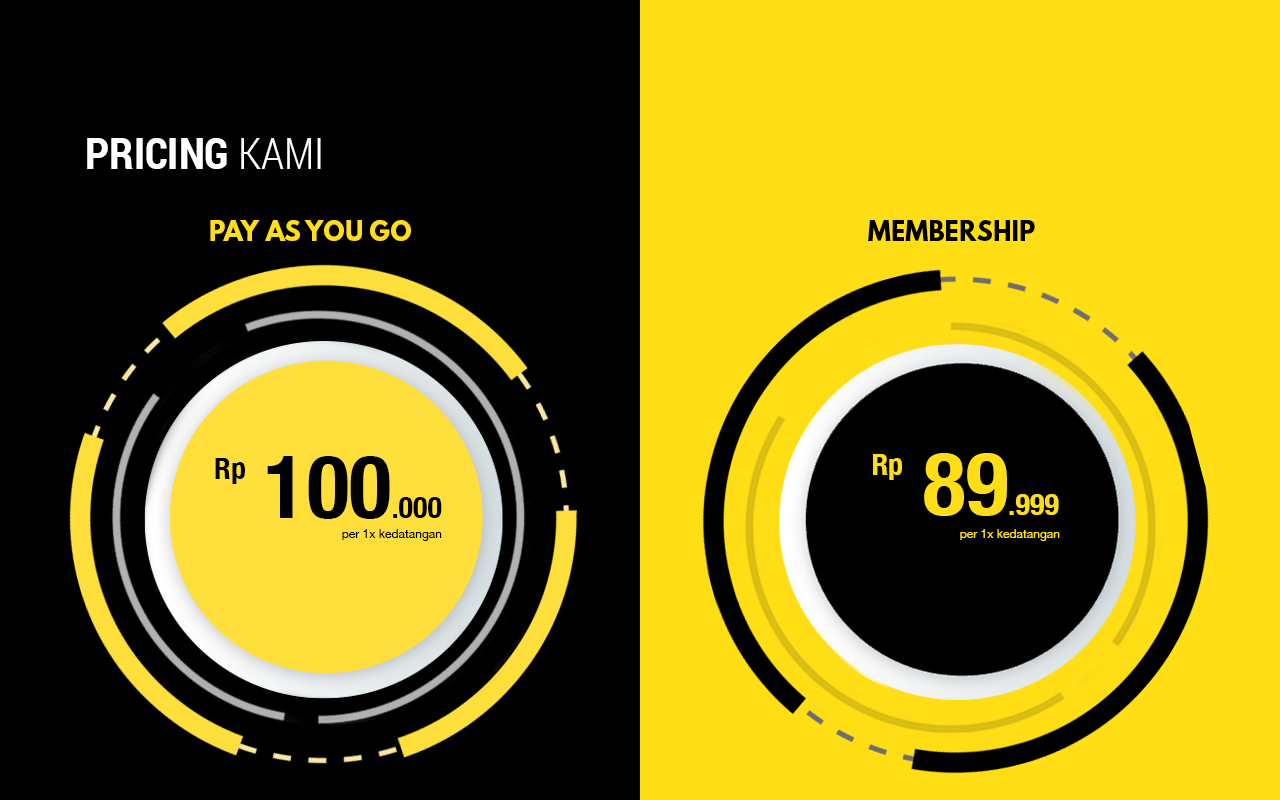 PRICING KAMI
PAY AS YOU GO
Rp 100.000
per 1x kedatangan
MEMBERSHIP
Rp 89.999
per 1x kedatangan